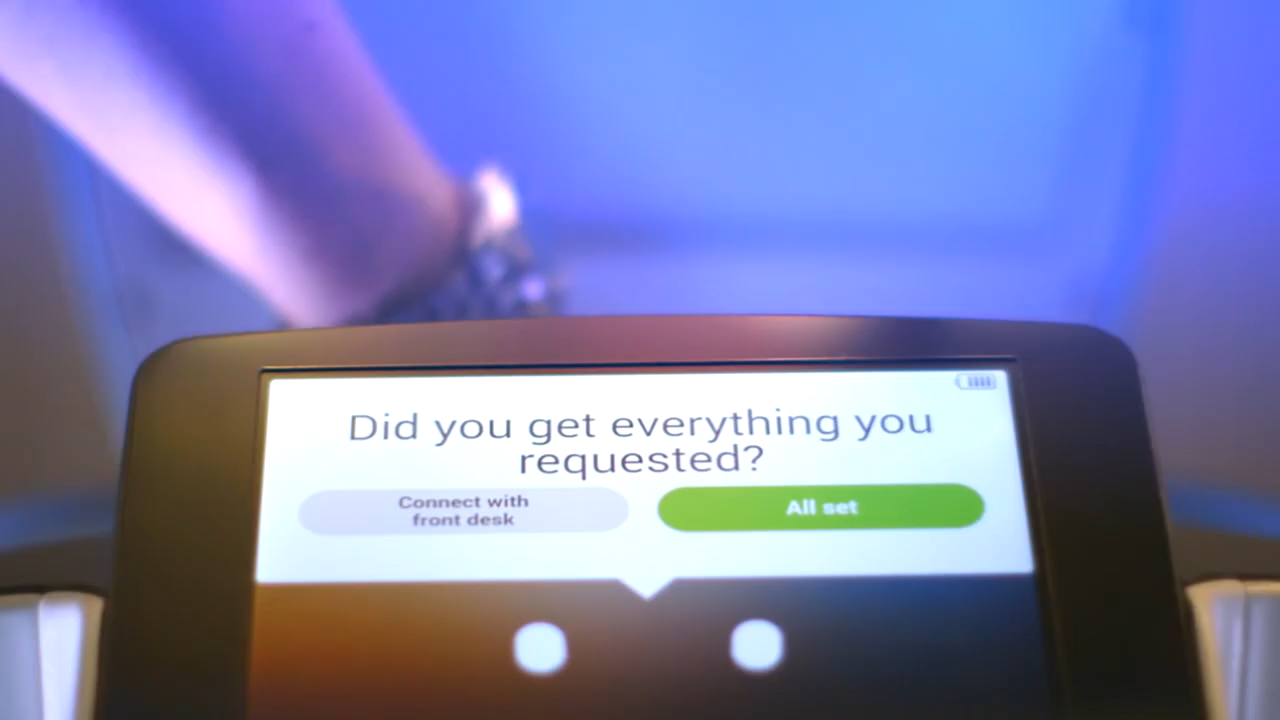 Did you get everything you
requested?
Connect with
front desk
All set